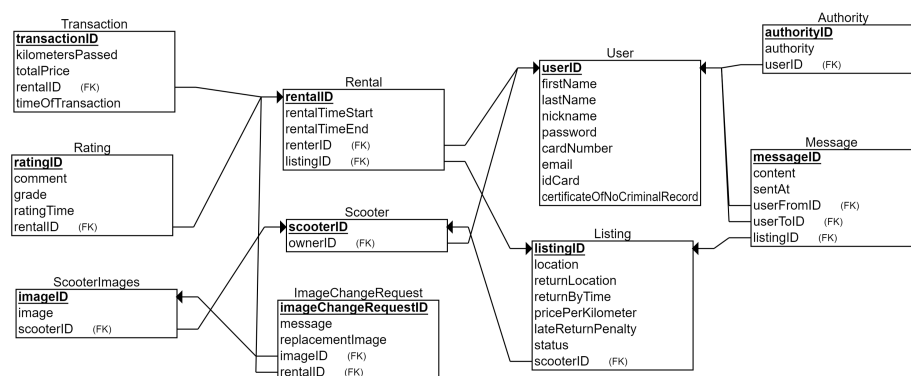 Transaction
transactionID
kilometersPassed
totalPrice
rentalID (FK)
timeOfTransaction
Rating
ratingID
comment
grade
ratingTime
rentalID (FK)
ScooterImages
imageID
image
scooterID (FK)
Rental
rentalID
rentalTimeStart
rentalTimeEnd
renterID (FK)
listingID (FK)
Scooter
scooterID
ownerID (FK)
ImageChangeRequest
imageChangeRequestID
message
replacementImage
imageID (FK)
rentalID (FK)
User
userID
firstName
lastName
nickname
password
cardNumber
email
idCard
certificateOfNoCriminalRecord
Listing
listingID
location
returnLocation
returnByTime
pricePerKilometer
lateReturnPenalty
status
scooterID (FK)
Authority
authorityID
authority
userID (FK)
Message
messageID
content
sentAt
userFromID (FK)
userToID (FK)
listingID (FK)